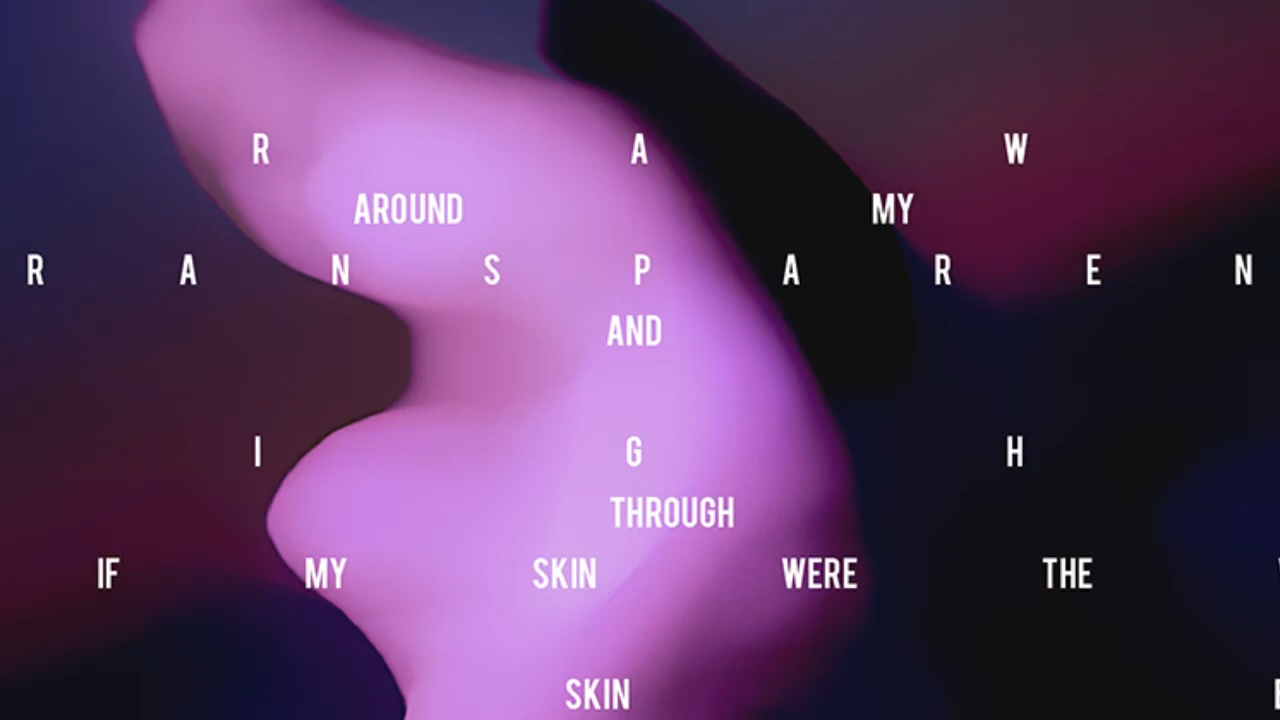 R A W
AROUND MY
R A N S P A R E N
AND
I G H
THROUGH
IF MY SKIN WERE THE
SKIN